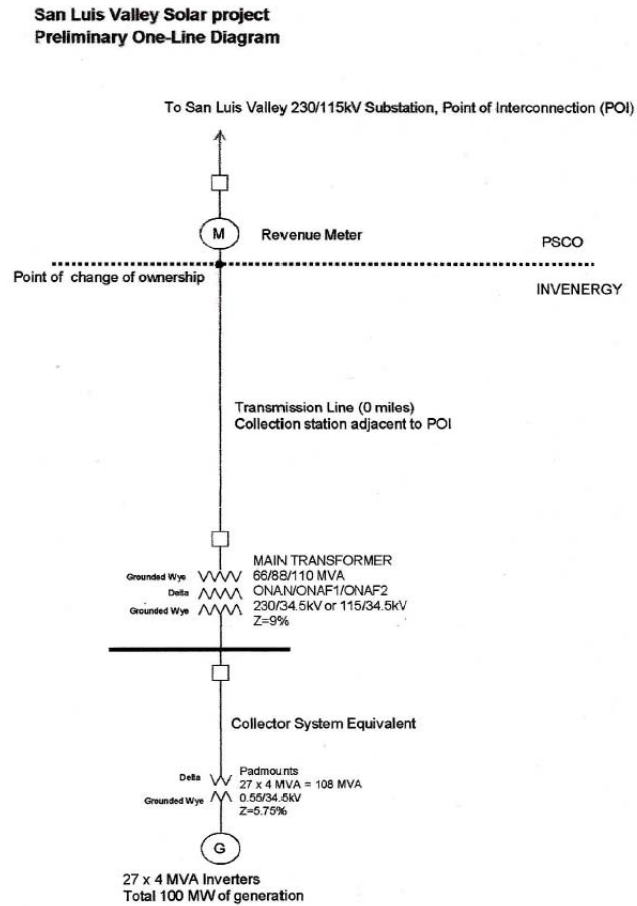 San Luis Valley Solar project
Preliminary One-Line Diagram
To San Luis Valley 230/115kV Substation, Point of Interconnection (POI)
M
Revenue Meter
PSCO
Point of change of ownership
INVENERGY
Transmission Line (0 miles)
Collection station adjacent to POI
MAIN TRANSFORMER
Grounded Wye
66/88/110 MVA
Delta
ONAN/ONAF1/ONAF2
Grounded Wye
230/34.5kV or 115/34.5kV
Z=9%
Collector System Equivalent
Delta
Padmounts
27 x 4 MVA = 108 MVA
Grounded Wye
0.55/34.5kV
Z=5.75%
G
27 x 4 MVA Inverters
Total 100 MW of generation